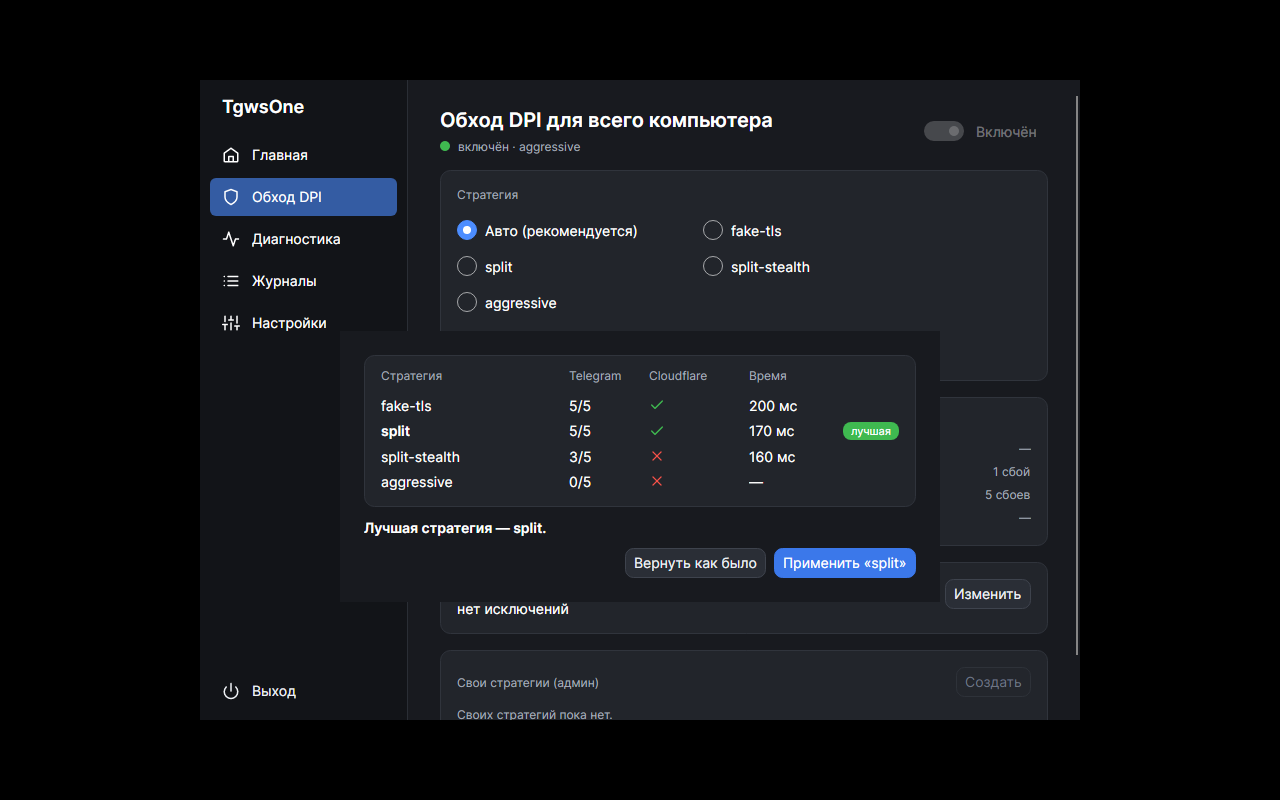 TgwsOne
Главная
Обход DPI
Диагностика
Журналы
Настройки
Выход
Обход DPI для всего компьютера
включён · aggressive
Включён
Стратегия
Авто (рекомендуется)
fake-tls
split
split-stealth
aggressive
Стратегия Telegram Cloudflare Время
fake-tls 5/5 200 мс
split 5/5 170 мс лучшая
split-stealth 3/5 160 мс
aggressive 0/5 —
Лучшая стратегия — split.
Вернуть как было
Применить «split»
—
1 сбой
5 сбоев
—
нет исключений
Изменить
Свои стратегии (админ)
Создать
Своих стратегий пока нет.